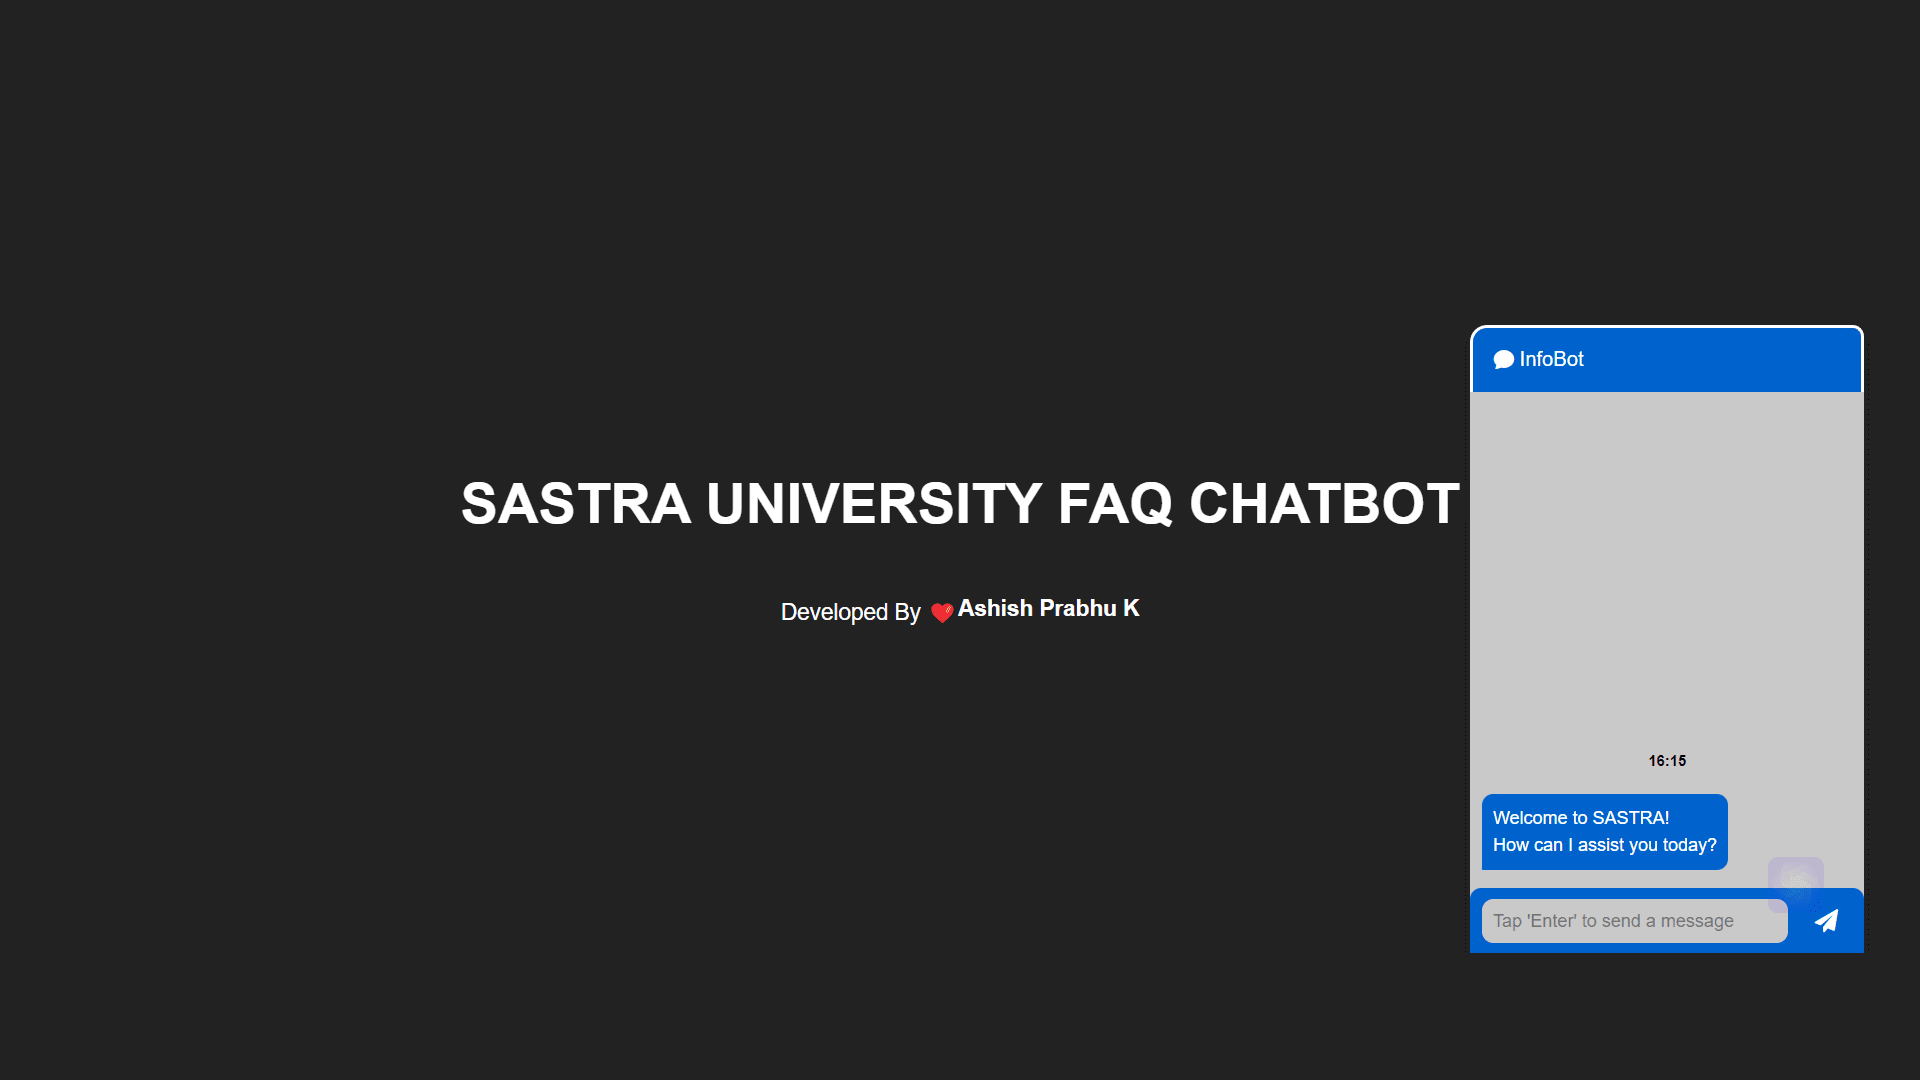 SASTRA UNIVERSITY FAQ CHATBOT
Developed By ❤️ Ashish Prabhu K
InfoBot
16:15
Welcome to SASTRA!
How can I assist you today?
Tap 'Enter' to send a message